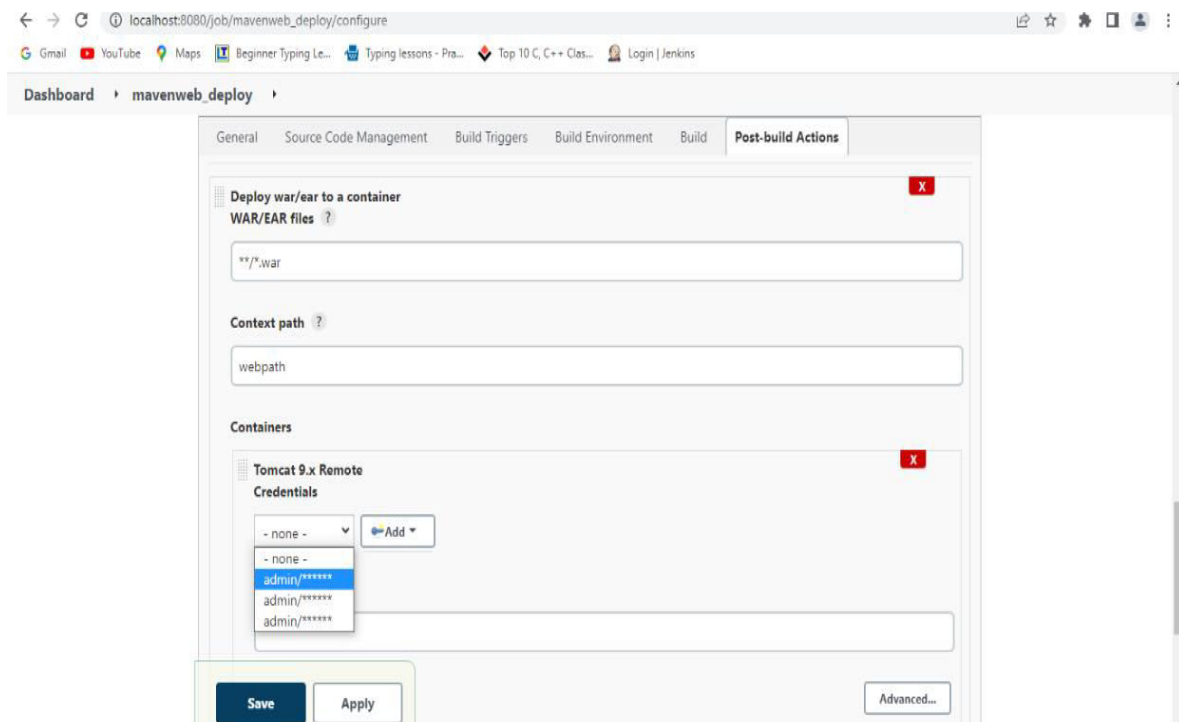 localhost:8080/job/mavenweb_deploy/configure
Gmail YouTube Maps Beginner Typing Le... Typing lessons - Pra... Top 10 C, C++ Clas... Login | Jenkins
Dashboard mavenweb_deploy
General Source Code Management Build Triggers Build Environment Build Post-build Actions
X
Deploy war/ear to a container
WAR/EAR files ?
**/*.war
Context path ?
webpath
Containers
X
Tomcat 9.x Remote
Credentials
- none - Add
- none -
admin/******
admin/******
admin/******
Advanced...
Save Apply